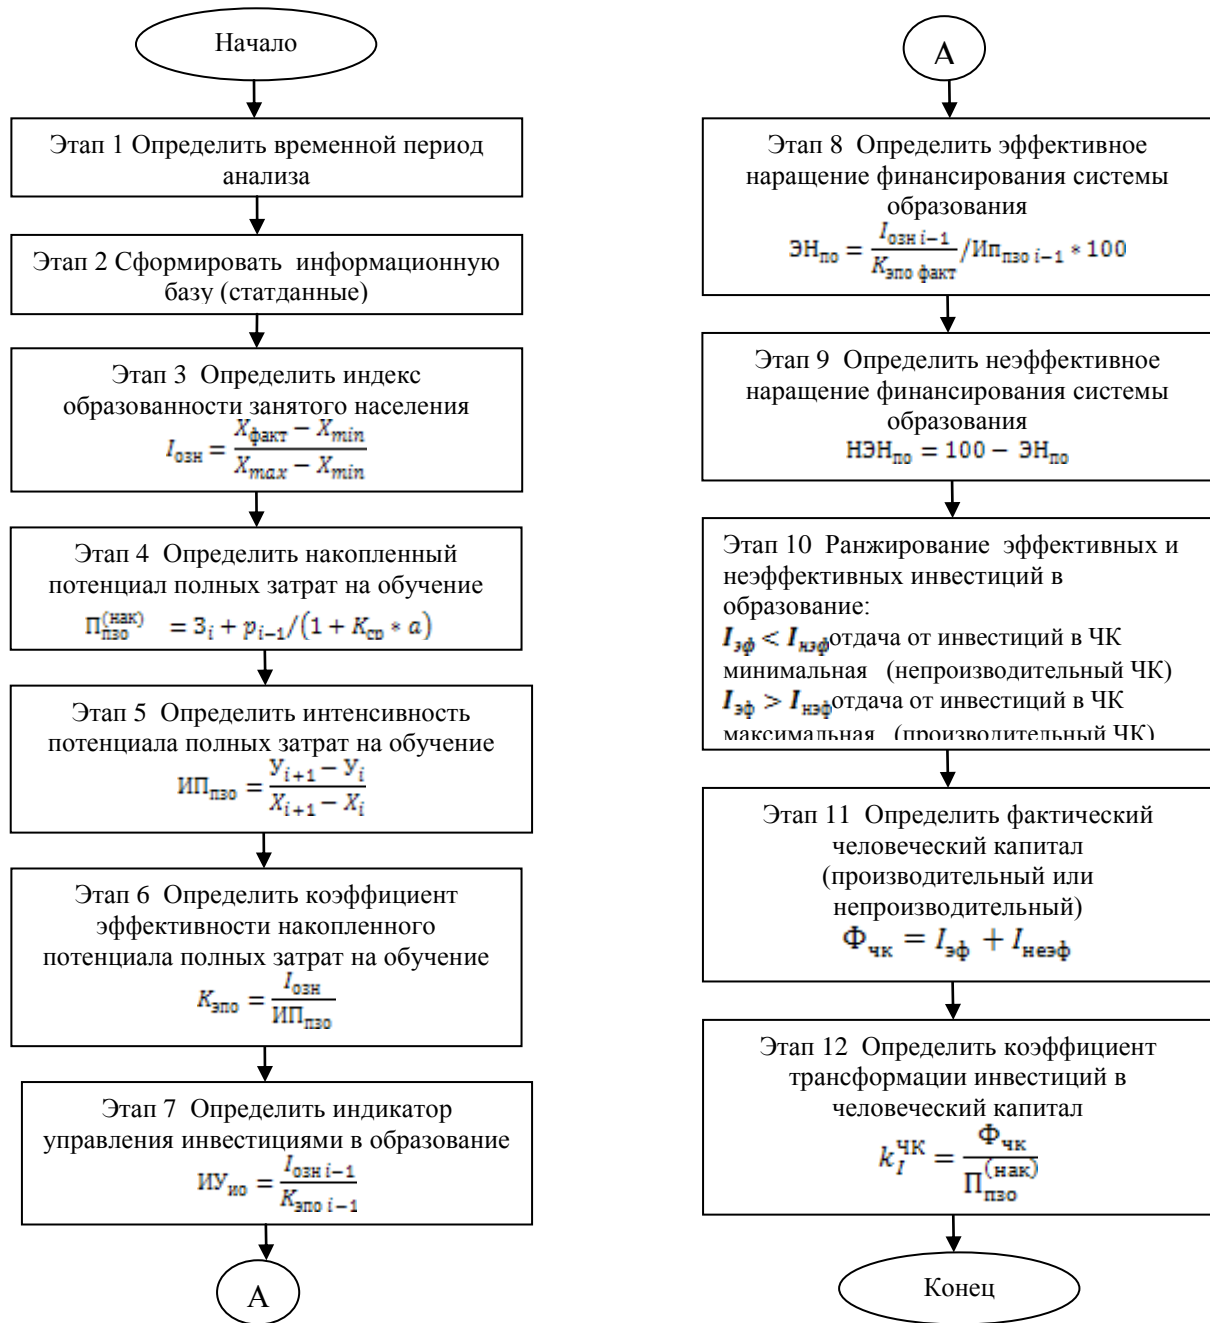 Начало
Этап 1 Определить временной период
анализа
Этап 2 Сформировать информационную
базу (статданные)
Этап 3 Определить индекс
образованности занятого населения
I_озн = (X_факт − X_min) / (X_max − X_min)
Этап 4 Определить накопленный
потенциал полных затрат на обучение
П_пзо^(нак) = З_i + p_{i−1}/(1 + K_ср * a)
Этап 5 Определить интенсивность
потенциала полных затрат на обучение
ИП_пзо = (У_{i+1} − У_i) / (X_{i+1} − X_i)
Этап 6 Определить коэффициент
эффективности накопленного
потенциала полных затрат на обучение
K_эпо = I_озн / ИП_пзо
Этап 7 Определить индикатор
управления инвестициями в образование
ИУ_ио = I_озн i−1 / K_эпо i−1
А
А
Этап 8 Определить эффективное
наращение финансирования системы
образования
ЭН_по = I_озн i−1 / K_эпо факт /Ип_пзо i−1 * 100
Этап 9 Определить неэффективное
наращение финансирования системы
образования
НЭН_по = 100 − ЭН_по
Этап 10 Ранжирование эффективных и
неэффективных инвестиций в
образование:
I_эф < I_нэф отдача от инвестиций в ЧК
минимальная (непроизводительный ЧК)
I_эф > I_нэф отдача от инвестиций в ЧК
максимальная (производительный ЧК)
Этап 11 Определить фактический
человеческий капитал
(производительный или
непроизводительный)
Ф_чк = I_эф + I_неэф
Этап 12 Определить коэффициент
трансформации инвестиций в
человеческий капитал
k_I^ЧК = Ф_чк / П_пзо^(нак)
Конец